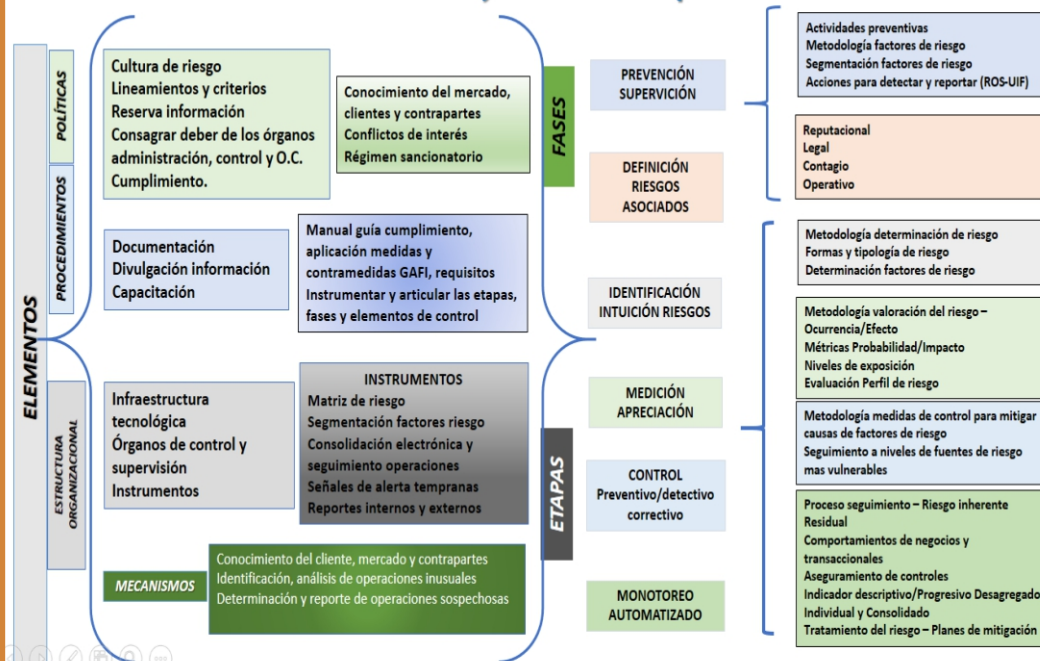 ELEMENTOS
POLÍTICAS
Cultura de riesgo
Lineamientos y criterios
Reserva información
Consagrar deber de los órganos
administración, control y O.C.
Cumplimiento.
Conocimiento del mercado,
clientes y contrapartes
Conflictos de interés
Régimen sancionatorio
PROCEDIMIENTOS
Documentación
Divulgación información
Capacitación
Manual guía cumplimiento,
aplicación medidas y
contramedidas GAFI, requisitos
Instrumentar y articular las etapas,
fases y elementos de control
ESTRUCTURA
ORGANIZACIONAL
Infraestructura
tecnológica
Órganos de control y
supervisión
Instrumentos
INSTRUMENTOS
Matriz de riesgo
Segmentación factores riesgo
Consolidación electrónica y
seguimiento operaciones
Señales de alerta tempranas
Reportes internos y externos
MECANISMOS
Conocimiento del cliente, mercado y contrapartes
Identificación, análisis de operaciones inusuales
Determinación y reporte de operaciones sospechosas
FASES
PREVENCIÓN
SUPERVISIÓN
DEFINICIÓN
RIESGOS
ASOCIADOS
Actividades preventivas
Metodología factores de riesgo
Segmentación factores de riesgo
Acciones para detectar y reportar (ROS-UIF)
Reputacional
Legal
Contagio
Operativo
ETAPAS
IDENTIFICACIÓN
INTUICIÓN RIESGOS
MEDICIÓN
APRECIACIÓN
CONTROL
Preventivo/detectivo
correctivo
MONOTOREO
AUTOMATIZADO
Metodología determinación de riesgo
Formas y tipología de riesgo
Determinación factores de riesgo
Metodología valoración del riesgo –
Ocurrencia/Efecto
Métricas Probabilidad/Impacto
Niveles de exposición
Evaluación Perfil de riesgo
Metodología medidas de control para mitigar
causas de factores de riesgo
Seguimiento a niveles de fuentes de riesgo
mas vulnerables
Proceso seguimiento – Riesgo inherente
Residual
Comportamientos de negocios y
transaccionales
Aseguramiento de controles
Indicador descriptivo/Progresivo Desagregado
Individual y Consolidado
Tratamiento del riesgo – Planes de mitigación